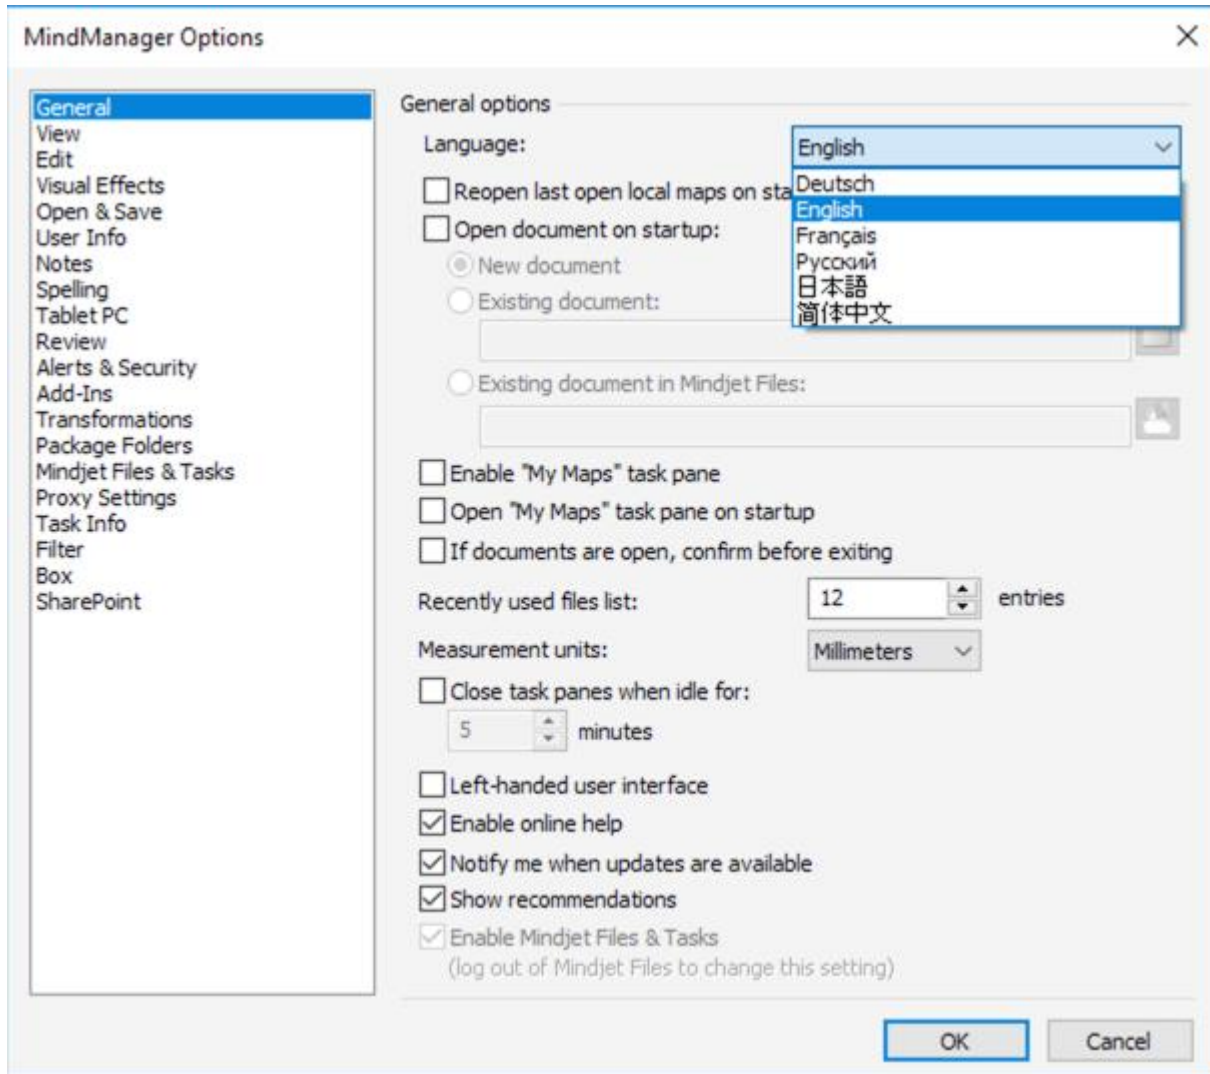 MindManager Options
General
View
Edit
Visual Effects
Open & Save
User Info
Notes
Spelling
Tablet PC
Review
Alerts & Security
Add-Ins
Transformations
Package Folders
Mindjet Files & Tasks
Proxy Settings
Task Info
Filter
Box
SharePoint
General options
Language:
English
Deutsch
English
Français
Русский
日本語
简体中文
Reopen last open local maps on sta
Open document on startup:
New document
Existing document:
Existing document in Mindjet Files:
Enable "My Maps" task pane
Open "My Maps" task pane on startup
If documents are open, confirm before exiting
Recently used files list: 12 entries
Measurement units: Millimeters
Close task panes when idle for:
5 minutes
Left-handed user interface
Enable online help
Notify me when updates are available
Show recommendations
Enable Mindjet Files & Tasks
(log out of Mindjet Files to change this setting)
OK Cancel